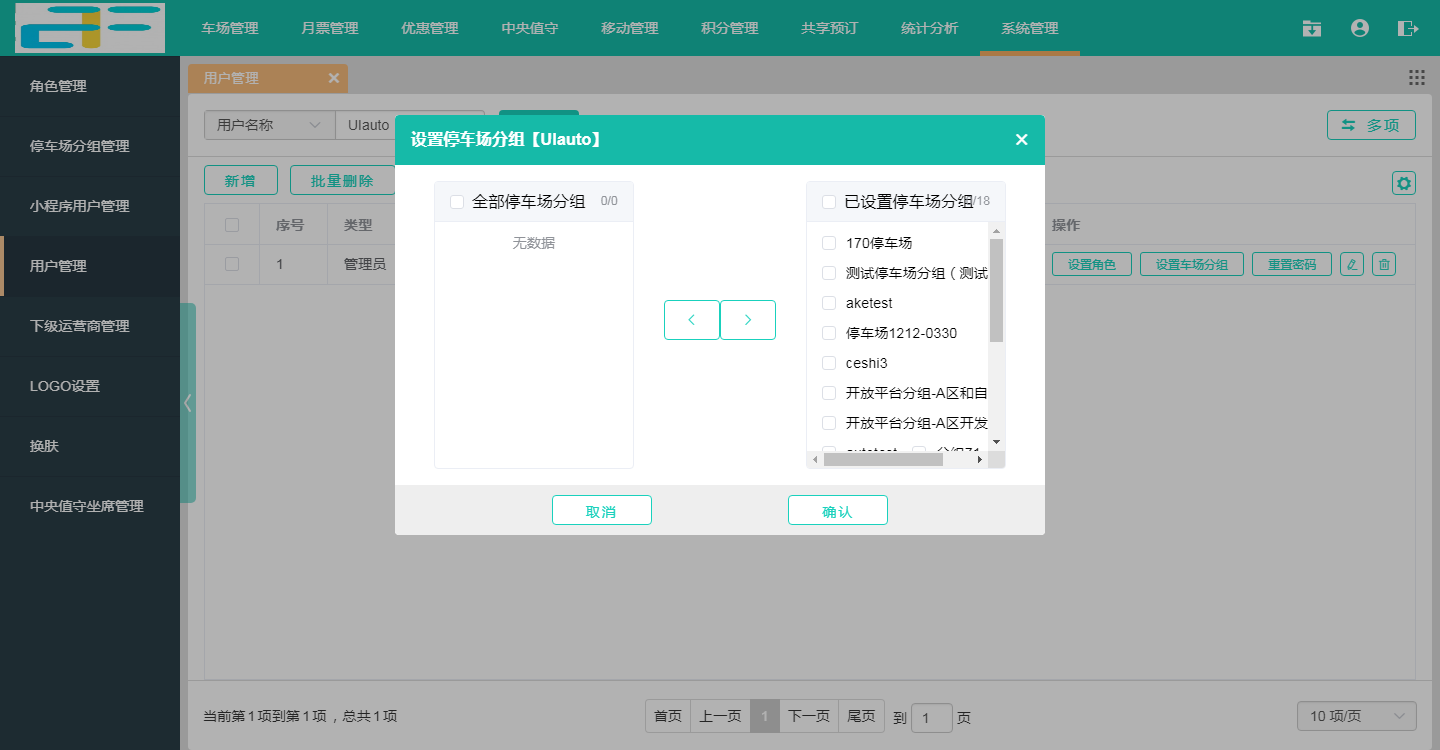 车场管理 月票管理 优惠管理 中央值守 移动管理 积分管理 共享预订 统计分析 系统管理
角色管理
停车场分组管理
小程序用户管理
用户管理
下级运营商管理
LOGO设置
换肤
中央值守坐席管理
用户管理
用户名称 UIauto
多项
新增 批量删除
序号 类型 操作
1 管理员 设置角色 设置车场分组 重置密码
设置停车场分组【UIauto】
全部停车场分组 0/0
无数据
已设置停车场分组 /18
170停车场
测试停车场分组（测试
aketest
停车场1212-0330
ceshi3
开放平台分组-A区和自
开放平台分组-A区开发
取消 确认
当前第1项到第1项，总共1项
首页 上一页 1 下一页 尾页 到 1 页
10 项/页